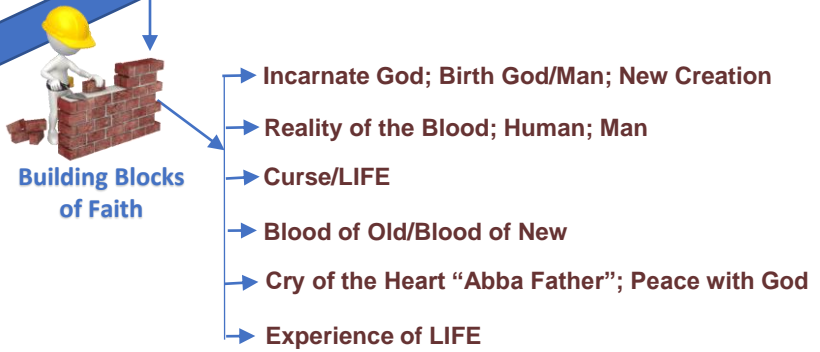 Incarnate God; Birth God/Man; New Creation
Reality of the Blood; Human; Man
Building Blocks
of Faith
Curse/LIFE
Blood of Old/Blood of New
Cry of the Heart “Abba Father”; Peace with God
Experience of LIFE